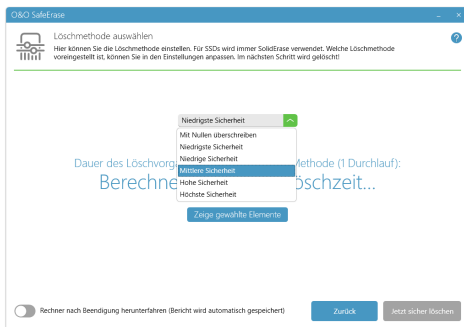 O&O SafeErase
Löschmethode auswählen
Hier können Sie die Löschmethode einstellen. Für SSDs wird immer SolidErase verwendet. Welche Löschmethode
voreingestellt ist, können Sie in den Einstellungen anpassen. Im nächsten Schritt wird gelöscht!
Niedrigste Sicherheit
Mit Nullen überschreiben
Niedrigste Sicherheit
Niedrige Sicherheit
Mittlere Sicherheit
Hohe Sicherheit
Höchste Sicherheit
Dauer des Löschvorg Methode (1 Durchlauf):
Berechne öschzeit...
Zeige gewählte Elemente
Rechner nach Beendigung herunterfahren (Bericht wird automatisch gespeichert)
Zurück
Jetzt sicher löschen